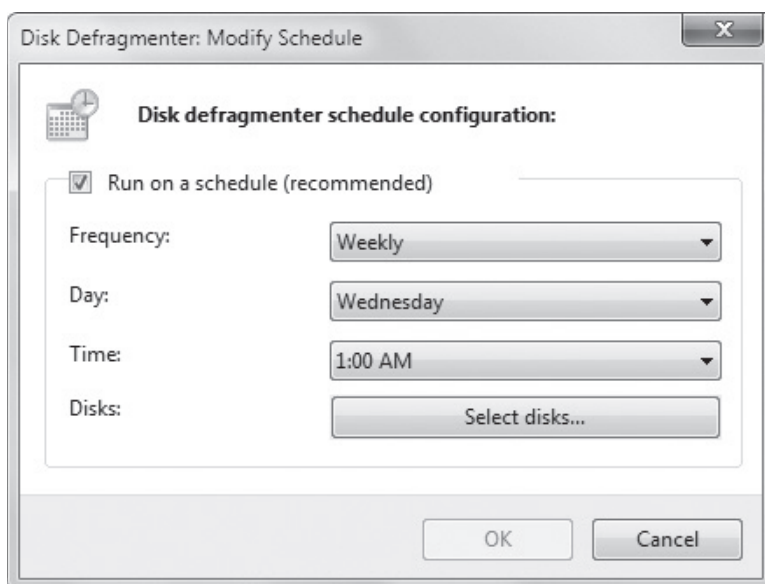 Disk Defragmenter: Modify Schedule
Disk defragmenter schedule configuration:
Run on a schedule (recommended)
Frequency: Weekly
Day: Wednesday
Time: 1:00 AM
Disks: Select disks...
OK Cancel